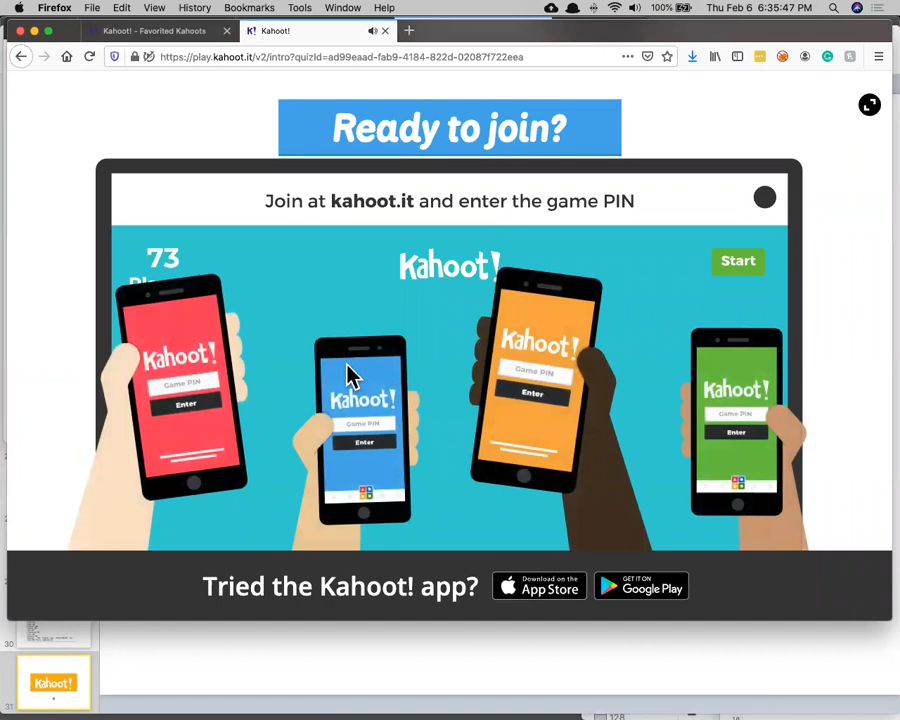 Firefox File Edit View History Bookmarks Tools Window Help 100% Thu Feb 6 6:35:47 PM
Kahoot! - Favorited Kahoots
K! Kahoot!
https://play.kahoot.it/v2/intro?quizId=ad99eaad-fab9-4184-822d-02087f722eea
Ready to join?
Join at kahoot.it and enter the game PIN
73
Kahoot!
Start
Kahoot!
Game PIN
Enter
Kahoot!
Game PIN
Enter
Kahoot!
Game PIN
Enter
Kahoot!
Game PIN
Enter
Tried the Kahoot! app?
Download on the
App Store
GET IT ON
Google Play
30
Kahoot!
31
128
18